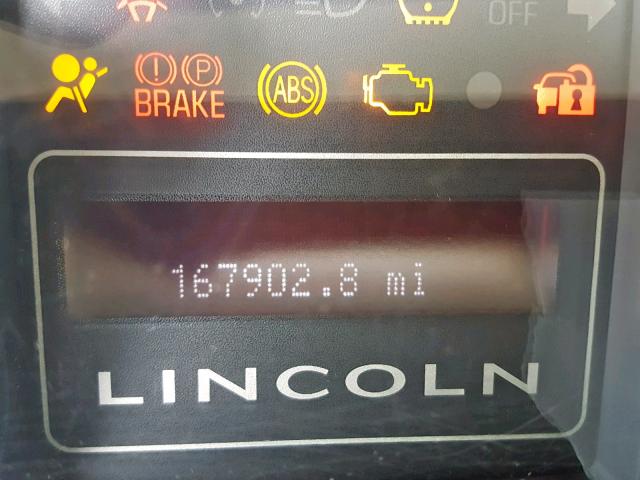 OFF
(!) (P)
BRAKE
ABS
167902.8 mi
LINCOLN